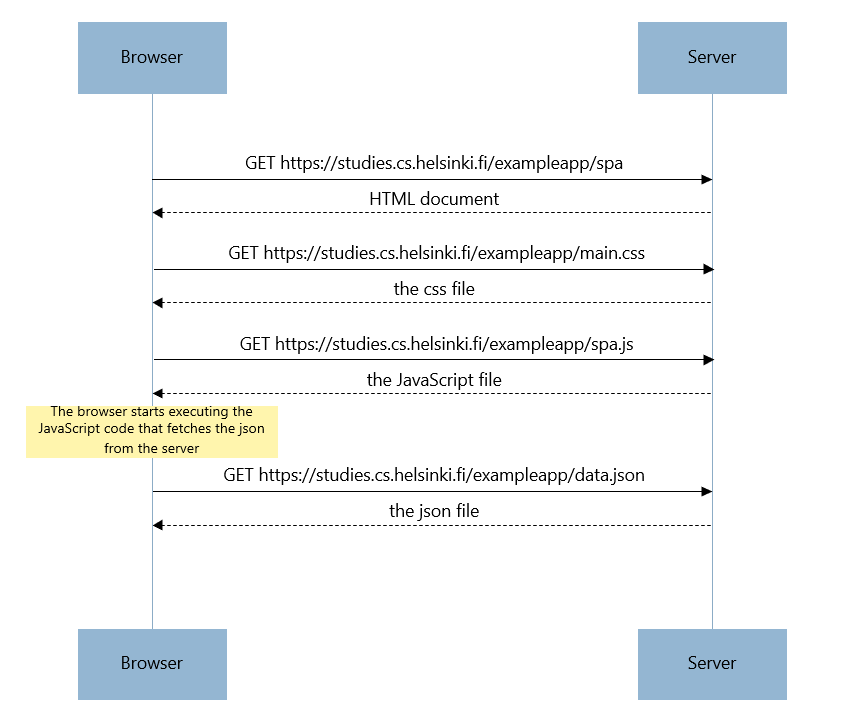 Browser
Server
GET https://studies.cs.helsinki.fi/exampleapp/spa
HTML document
GET https://studies.cs.helsinki.fi/exampleapp/main.css
the css file
GET https://studies.cs.helsinki.fi/exampleapp/spa.js
the JavaScript file
The browser starts executing the
JavaScript code that fetches the json
from the server
GET https://studies.cs.helsinki.fi/exampleapp/data.json
the json file
Browser
Server